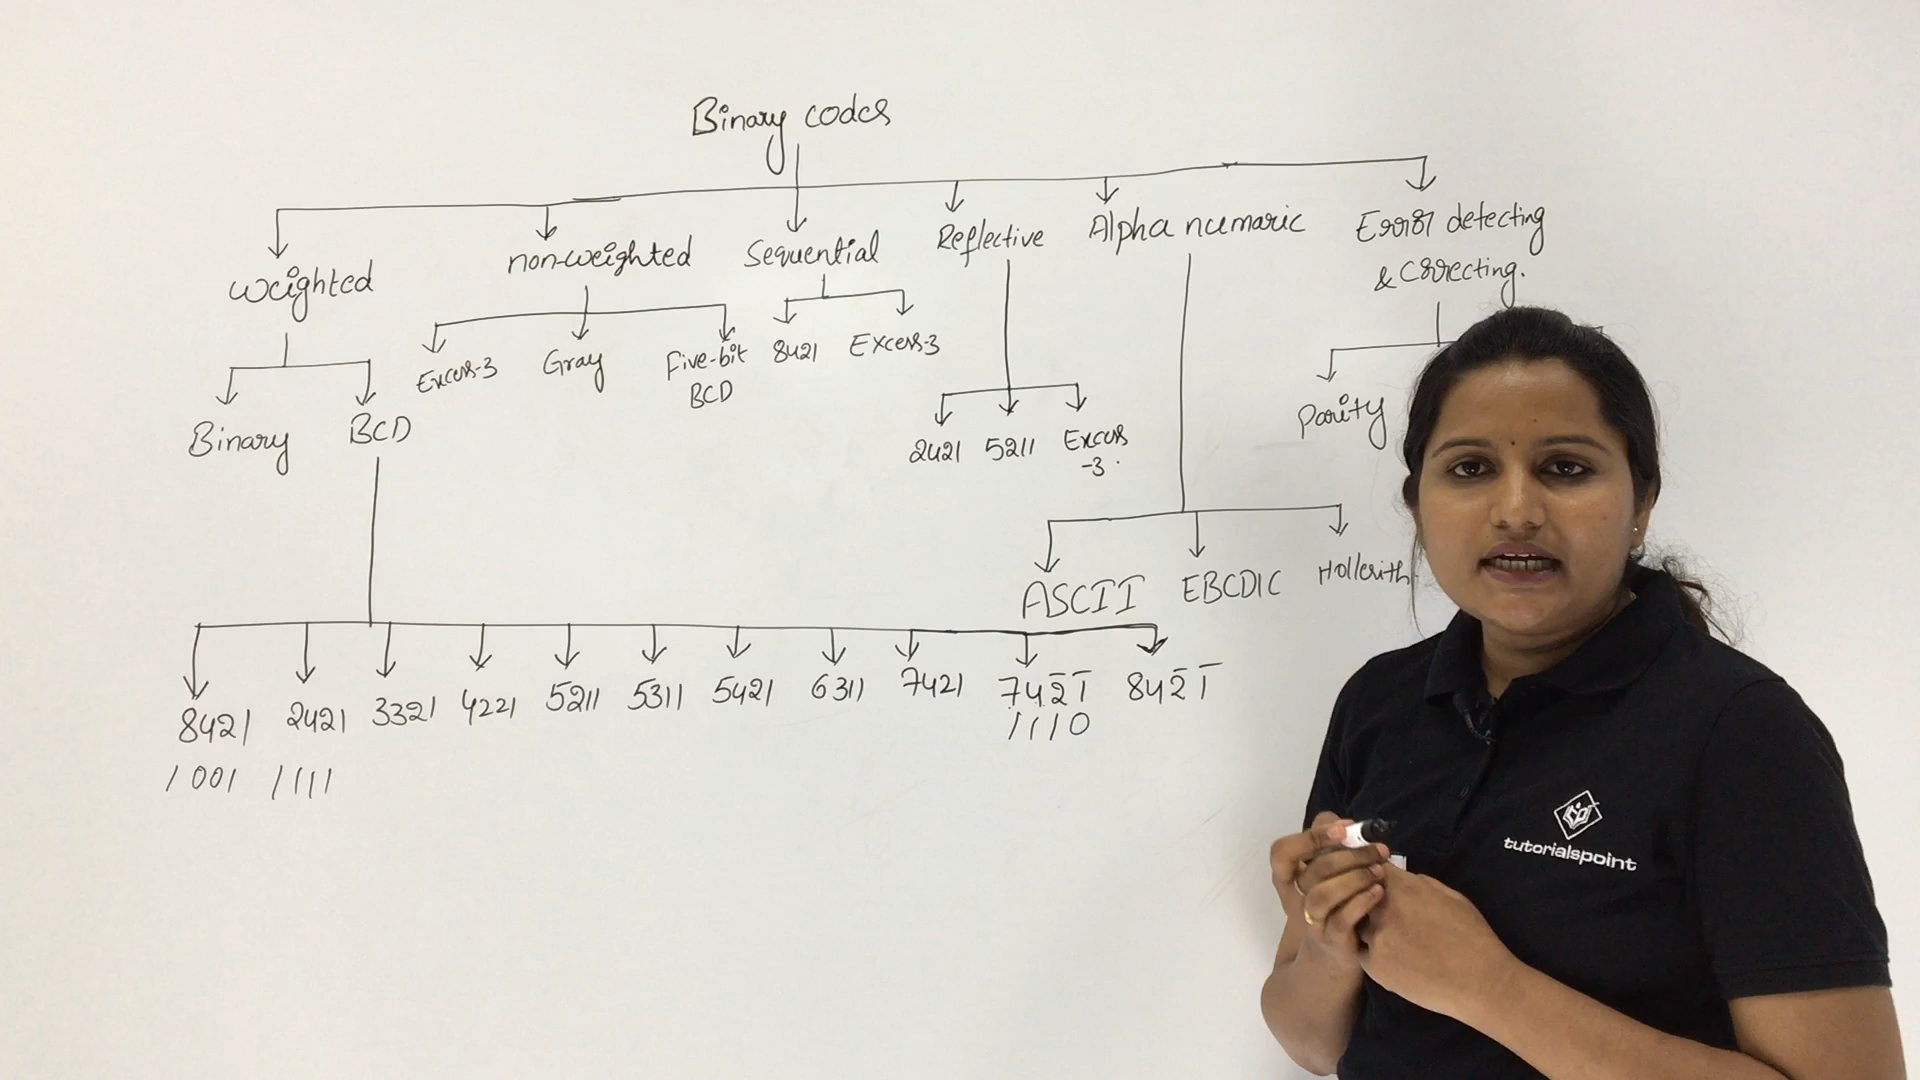 Binary codes
weighted
non-weighted
Sequential
Reflective
Alpha numaric
Error detecting
& Correcting.
Binary
BCD
Excess-3
Gray
Five-bit
BCD
8421
Excess-3
2421
5211
Excess
-3.
ASCII
EBCDIC
Hollerith
Parity
8421
2421
3321
4221
5211
5311
5421
6311
7421
742̄1̄
842̄1̄
1001
1111
1110
tutorialspoint